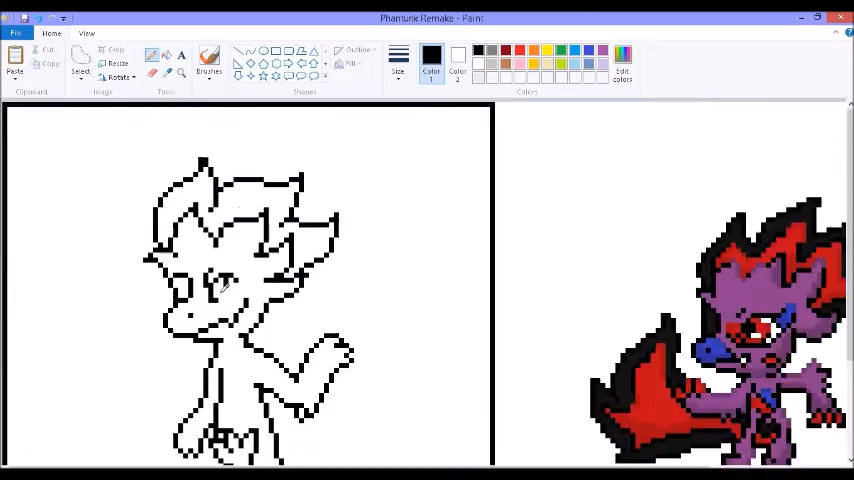 Phantunk Remake - Paint
File Home View
Paste
Cut
Copy
Clipboard
Select
Crop
Resize
Rotate
Image
A
Tools
Brushes
Shapes
Outline
Fill
Size
Color
1
Color
2
Edit
colors
Colors